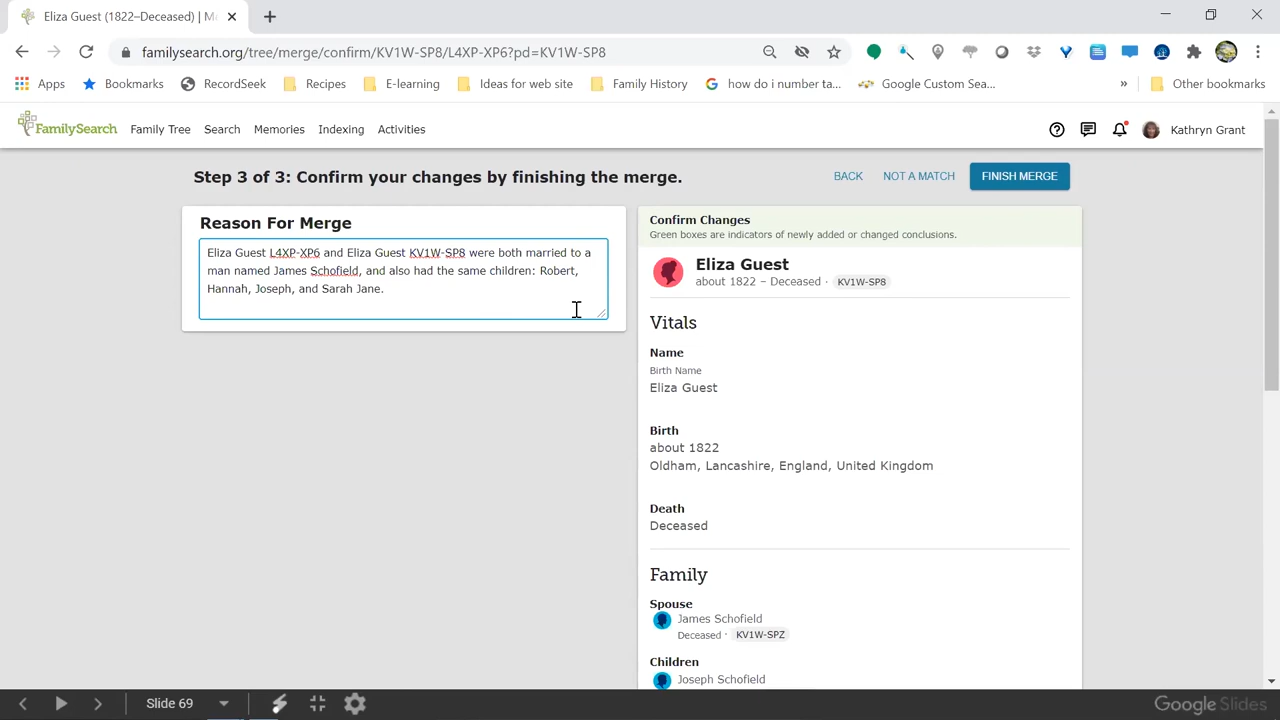 Eliza Guest (1822–Deceased) | M
familysearch.org/tree/merge/confirm/KV1W-SP8/L4XP-XP6?pd=KV1W-SP8
Apps Bookmarks RecordSeek Recipes E-learning Ideas for web site Family History how do i number ta... Google Custom Sea... » Other bookmarks
FamilySearch Family Tree Search Memories Indexing Activities Kathryn Grant
Step 3 of 3: Confirm your changes by finishing the merge. BACK NOT A MATCH FINISH MERGE
Reason For Merge
Eliza Guest L4XP-XP6 and Eliza Guest KV1W-SP8 were both married to a
man named James Schofield, and also had the same children: Robert,
Hannah, Joseph, and Sarah Jane.
Confirm Changes
Green boxes are indicators of newly added or changed conclusions.
Eliza Guest
about 1822 – Deceased · KV1W-SP8
Vitals
Name
Birth Name
Eliza Guest
Birth
about 1822
Oldham, Lancashire, England, United Kingdom
Death
Deceased
Family
Spouse
James Schofield
Deceased · KV1W-SPZ
Children
Joseph Schofield
Slide 69
Google Slides